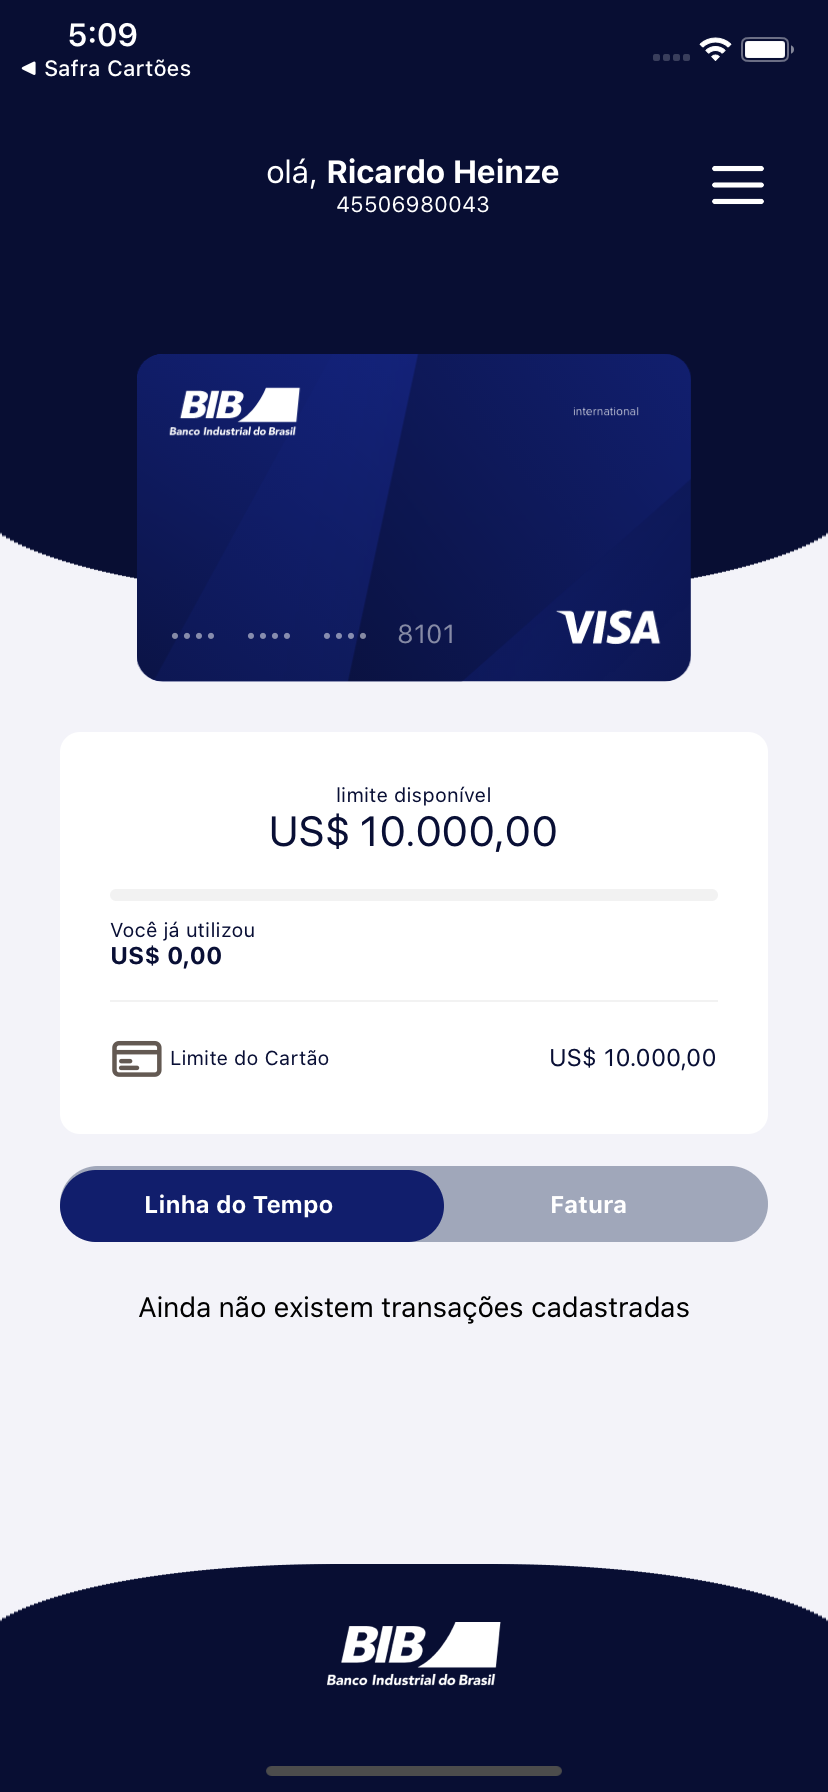 5:09
◀ Safra Cartões
olá, Ricardo Heinze
45506980043
BIB
Banco Industrial do Brasil
international
•••• •••• •••• 8101
VISA
limite disponível
US$ 10.000,00
Você já utilizou
US$ 0,00
Limite do Cartão US$ 10.000,00
Linha do Tempo Fatura
Ainda não existem transações cadastradas
BIB
Banco Industrial do Brasil